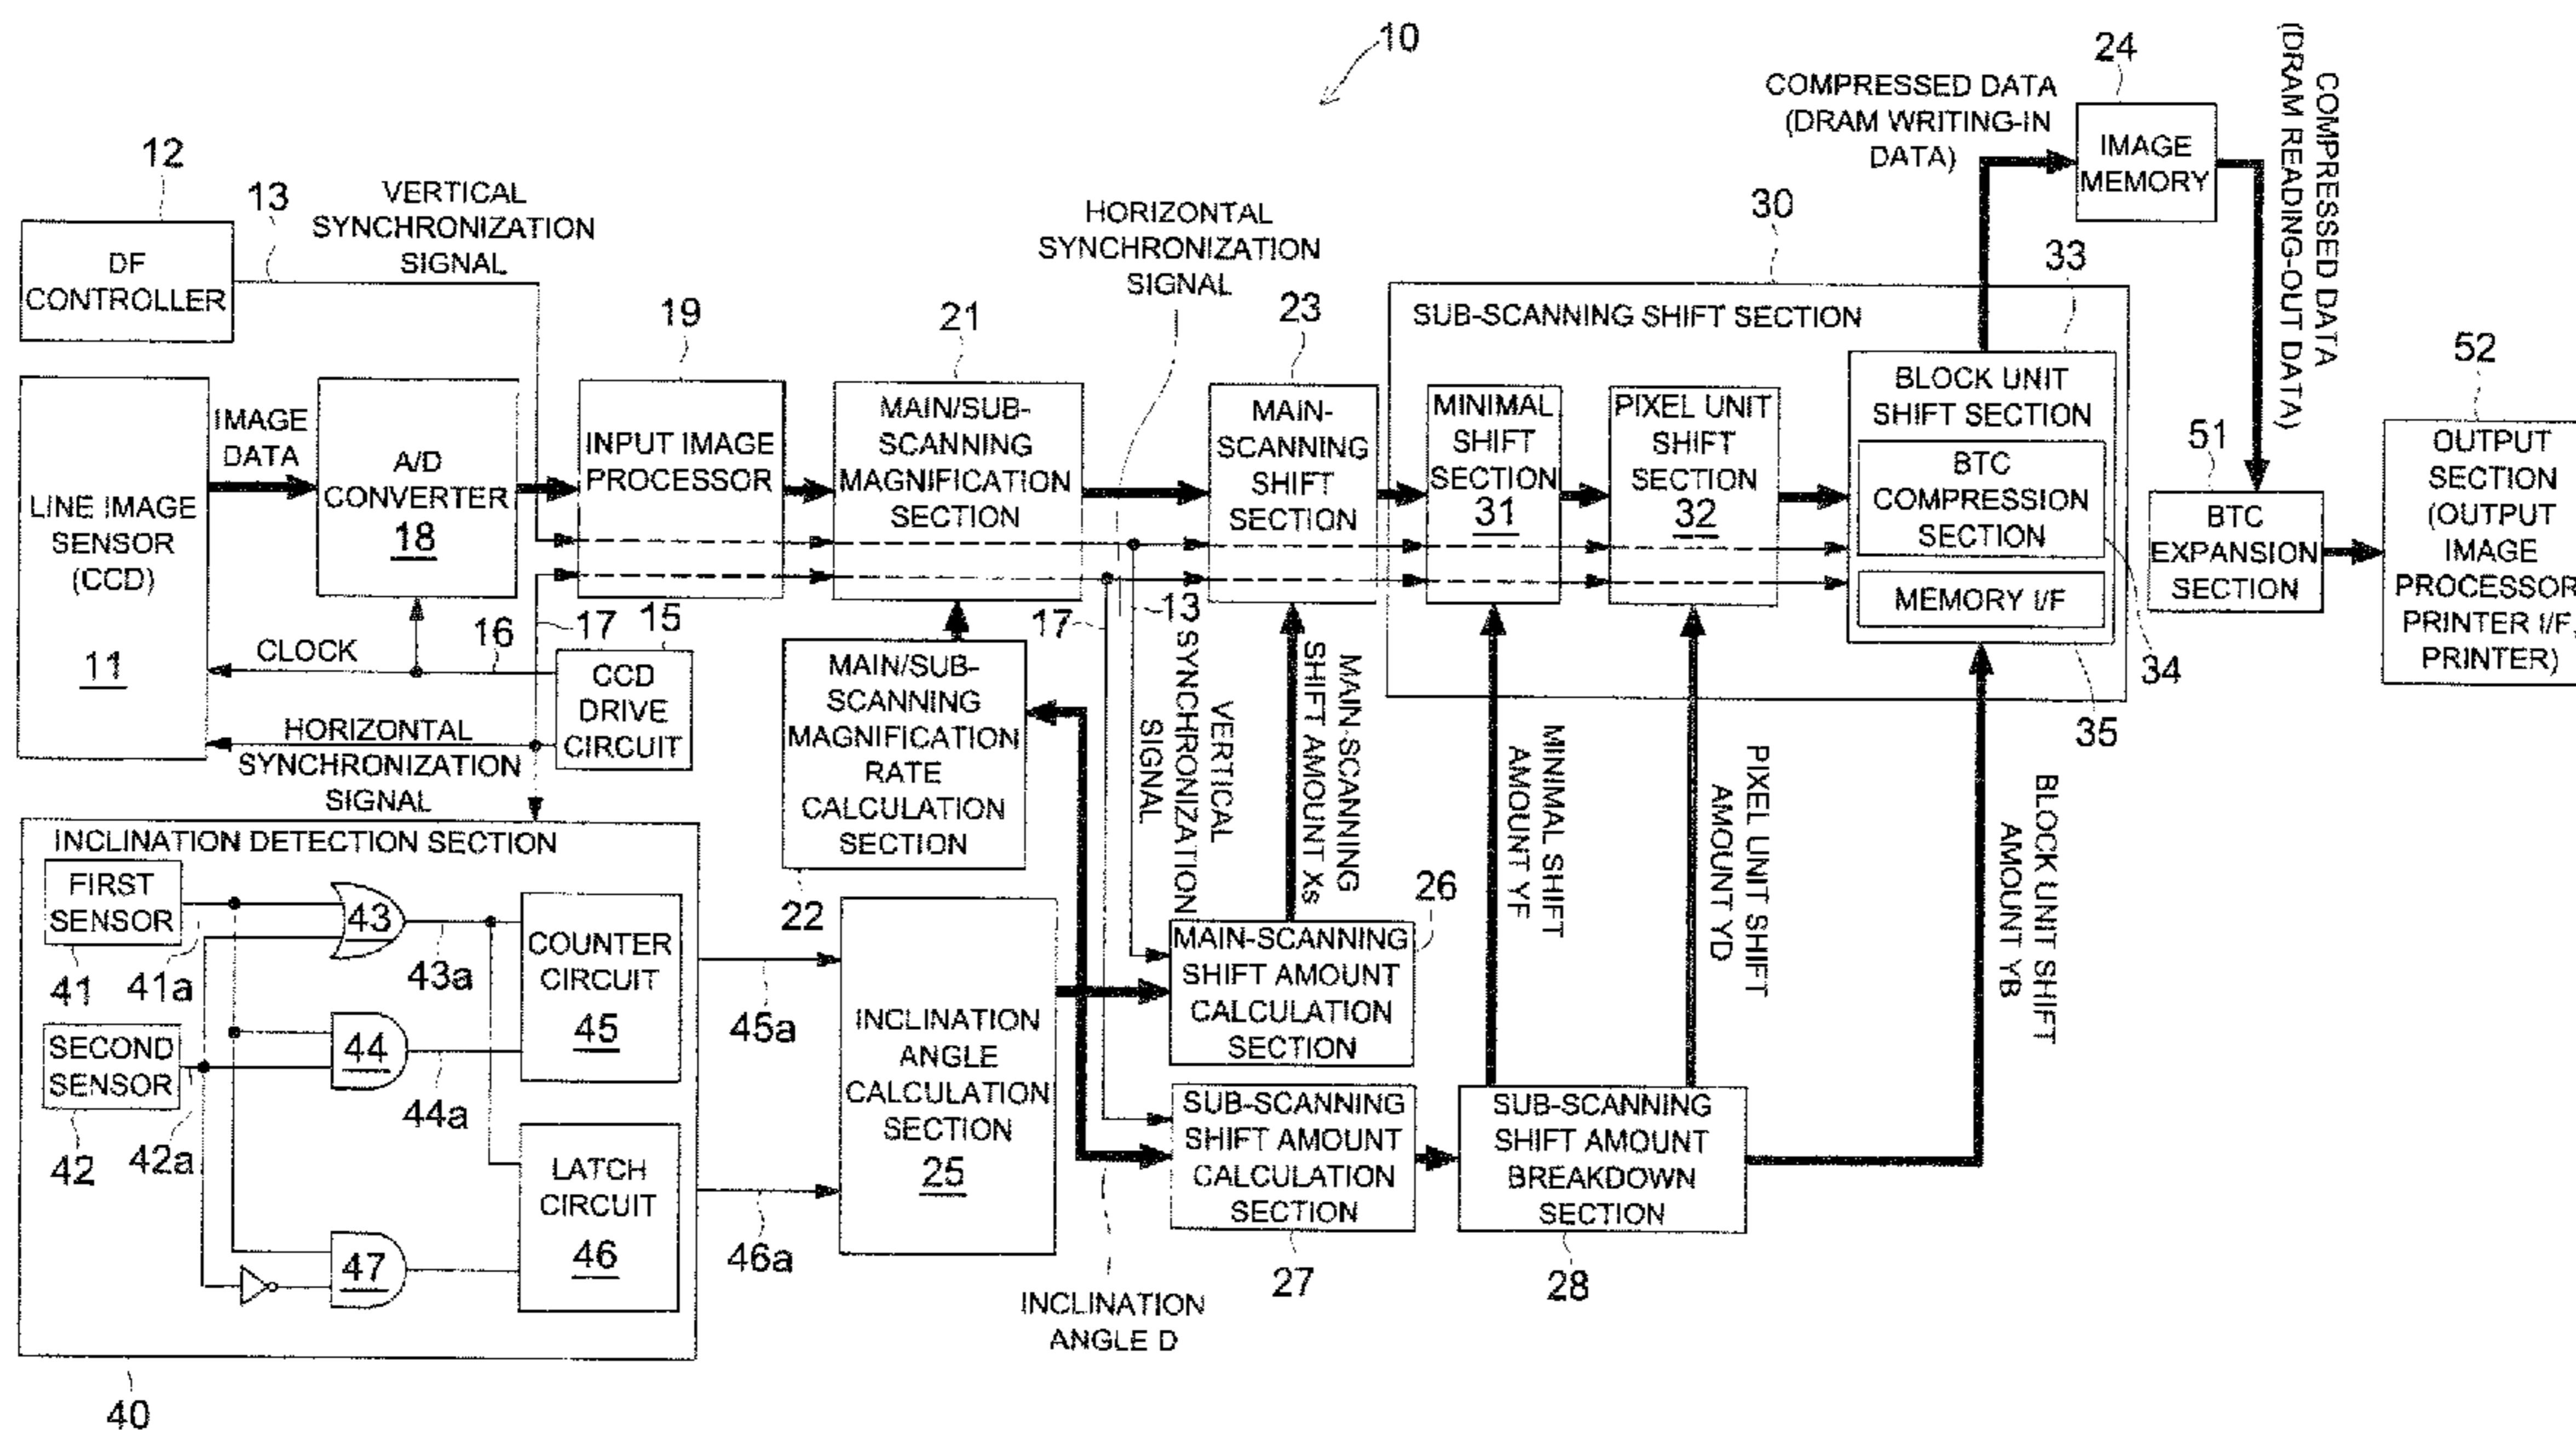 10
24
COMPRESSED DATA
(DRAM WRITING-IN
DATA)
IMAGE
MEMORY
COMPRESSED DATA
(DRAM READING-OUT DATA)
12
DF
CONTROLLER
13
VERTICAL
SYNCHRONIZATION
SIGNAL
HORIZONTAL
SYNCHRONIZATION
SIGNAL
30
SUB-SCANNING SHIFT SECTION
33
19
21
23
52
LINE IMAGE
SENSOR
(CCD)
11
IMAGE
DATA
A/D
CONVERTER
18
INPUT IMAGE
PROCESSOR
MAIN/SUB-
SCANNING
MAGNIFICATION
SECTION
MAIN-
SCANNING
SHIFT
SECTION
MINIMAL
SHIFT
SECTION
31
PIXEL UNIT
SHIFT
SECTION
32
BLOCK UNIT
SHIFT SECTION
BTC
COMPRESSION
SECTION
MEMORY I/F
34
35
51
BTC
EXPANSION
SECTION
OUTPUT
SECTION
(OUTPUT
IMAGE
PROCESSOR
PRINTER I/F,
PRINTER)
CLOCK
16
17
15
CCD
DRIVE
CIRCUIT
HORIZONTAL
SYNCHRONIZATION
SIGNAL
MAIN/SUB-
SCANNING
MAGNIFICATION
RATE
CALCULATION
SECTION
22
17
13
VERTICAL
SYNCHRONIZATION
SIGNAL
MAIN-SCANNING
SHIFT AMOUNT Xs
MINIMAL SHIFT
AMOUNT YF
PIXEL UNIT SHIFT
AMOUNT YD
BLOCK UNIT SHIFT
AMOUNT YB
INCLINATION DETECTION SECTION
FIRST
SENSOR
41
41a
43
43a
COUNTER
CIRCUIT
45
SECOND
SENSOR
42
42a
44
44a
LATCH
CIRCUIT
46
47
40
45a
46a
INCLINATION
ANGLE
CALCULATION
SECTION
25
26
MAIN-SCANNING
SHIFT AMOUNT
CALCULATION
SECTION
SUB-SCANNING
SHIFT AMOUNT
CALCULATION
SECTION
27
SUB-SCANNING
SHIFT AMOUNT
BREAKDOWN
SECTION
28
INCLINATION
ANGLE D